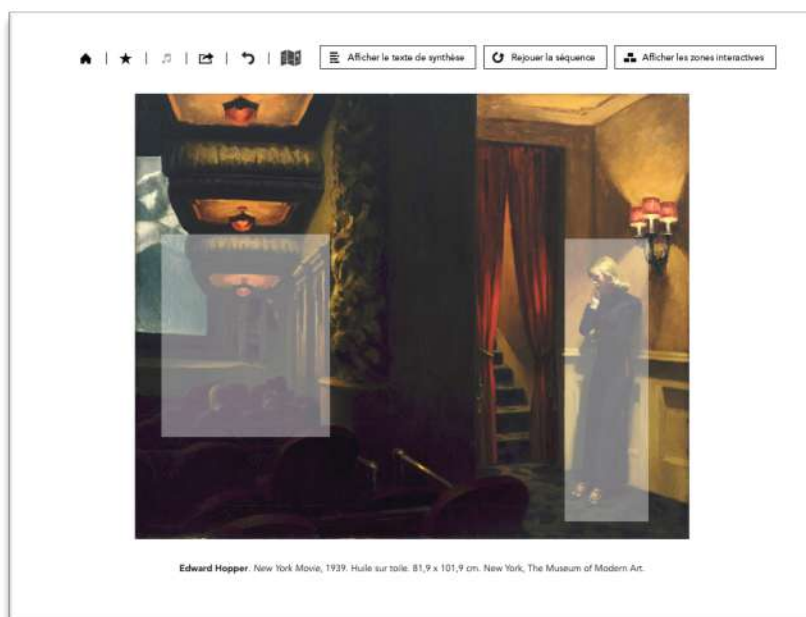 Afficher le texte de synthèse
Rejouer la séquence
Afficher les zones interactives
Edward Hopper. New York Movie, 1939. Huile sur toile. 81,9 x 101,9 cm. New York, The Museum of Modern Art.